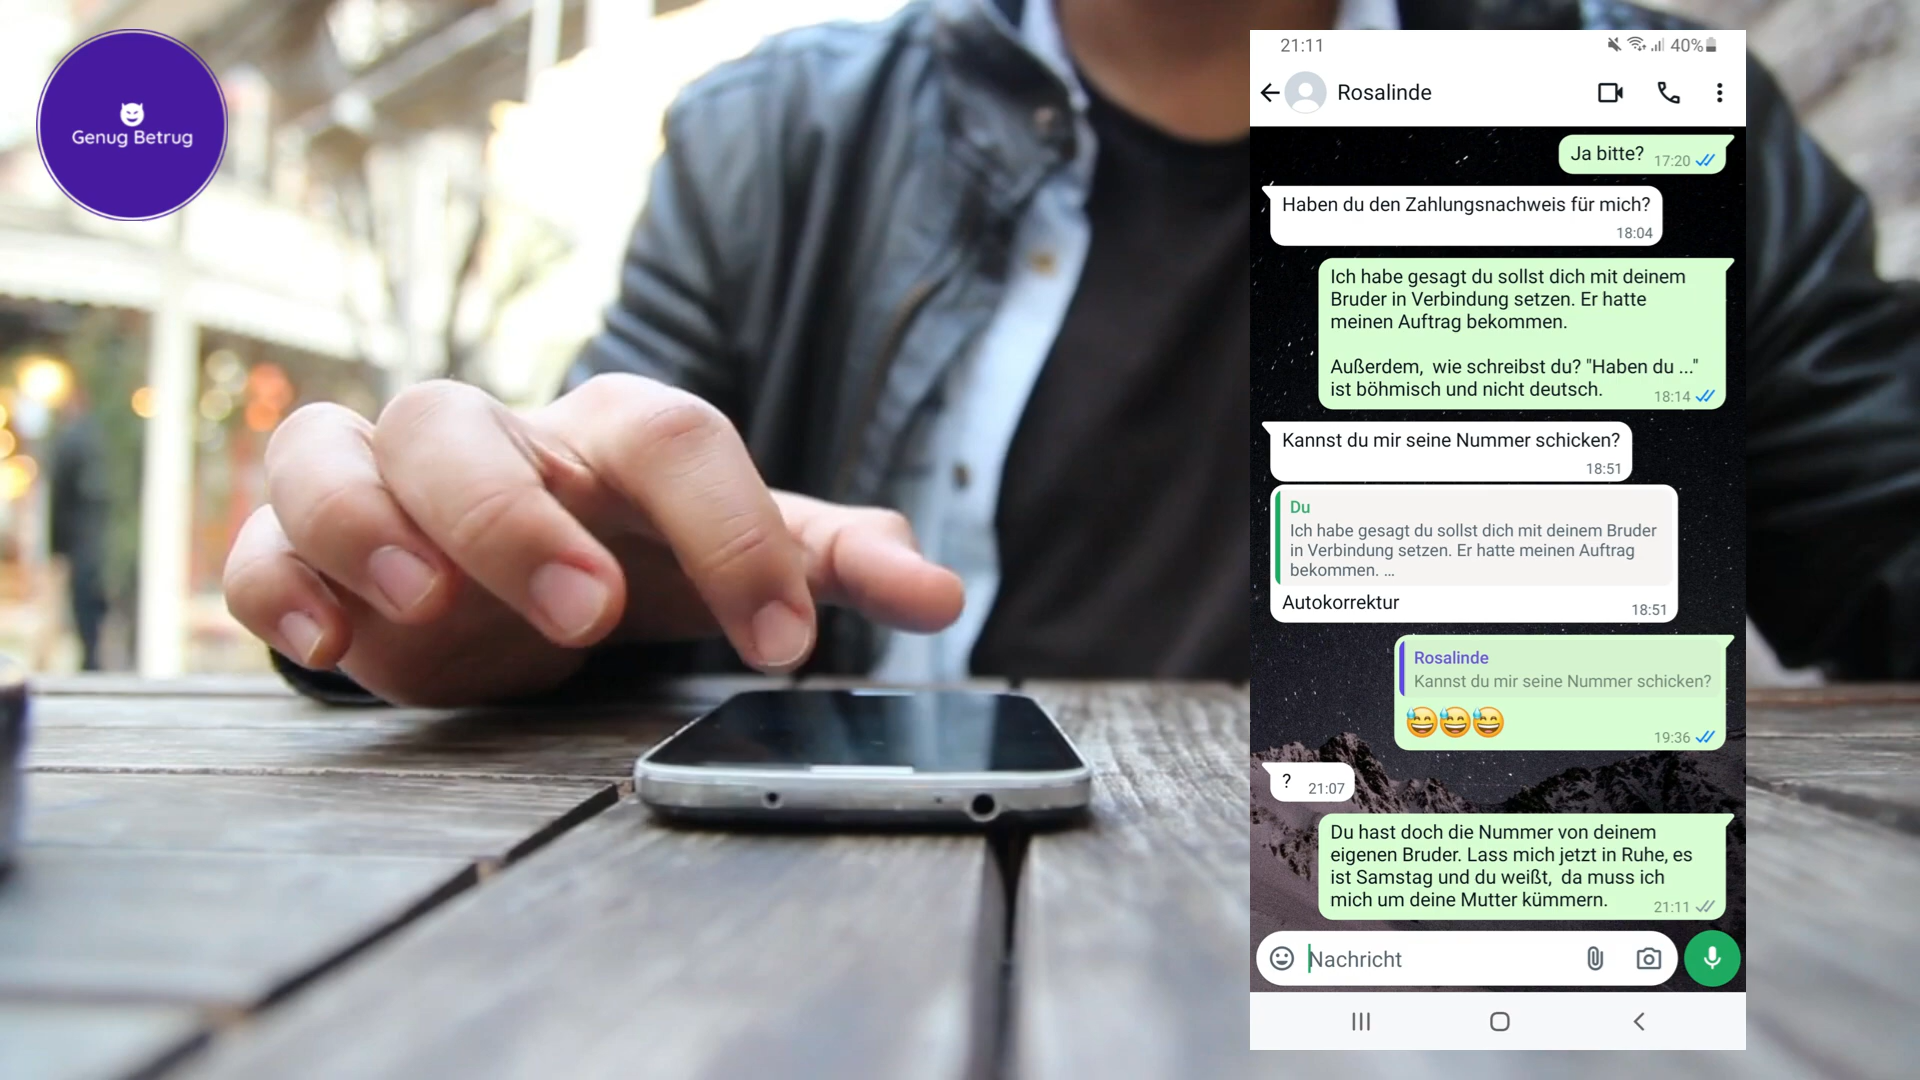 Genug Betrug
21:11
40%
Rosalinde
Ja bitte?
17:20
Haben du den Zahlungsnachweis für mich?
18:04
Ich habe gesagt du sollst dich mit deinem
Bruder in Verbindung setzen. Er hatte
meinen Auftrag bekommen.
Außerdem,  wie schreibst du? "Haben du ..."
ist böhmisch und nicht deutsch.
18:14
Kannst du mir seine Nummer schicken?
18:51
Du
Ich habe gesagt du sollst dich mit deinem Bruder
in Verbindung setzen. Er hatte meinen Auftrag
bekommen. ...
Autokorrektur
18:51
Rosalinde
Kannst du mir seine Nummer schicken?
19:36
?
21:07
Du hast doch die Nummer von deinem
eigenen Bruder. Lass mich jetzt in Ruhe, es
ist Samstag und du weißt,  da muss ich
mich um deine Mutter kümmern.
21:11
Nachricht